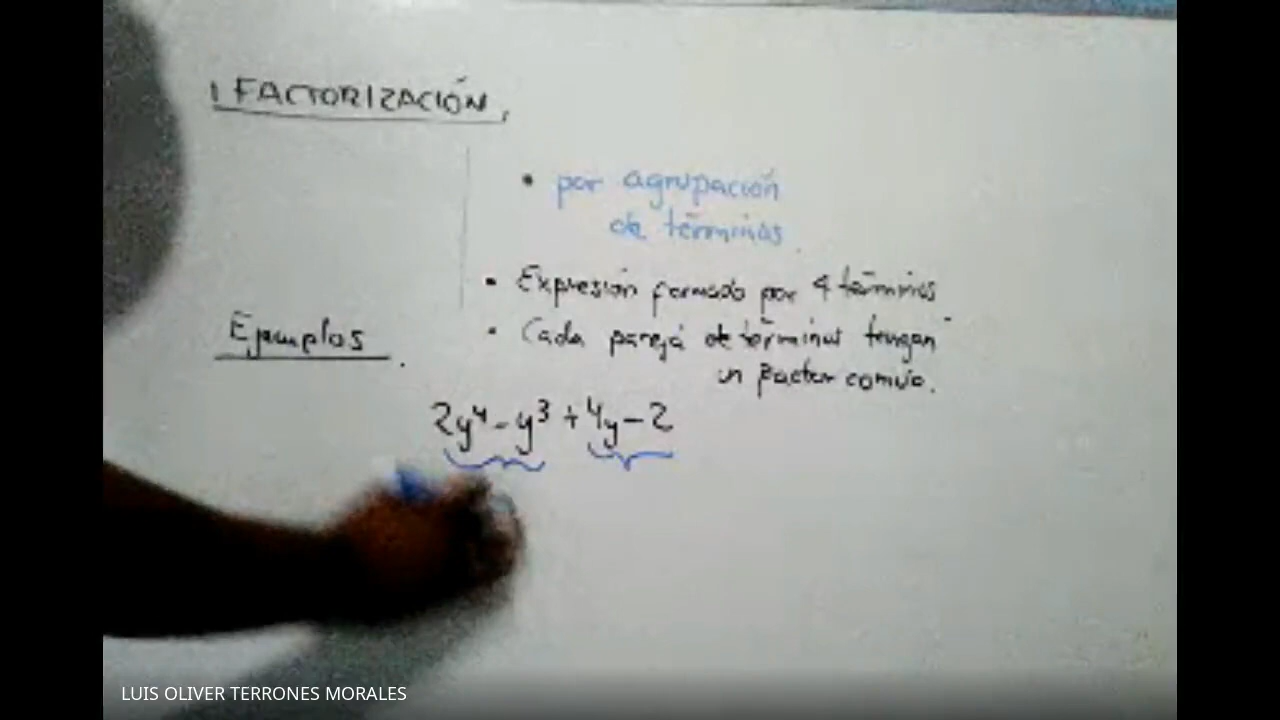 1 FACTORIZACIÓN.
• por agrupación
de términos.
• Expresión formado por 4 términos
• Cada pareja de términos tengan
un factor común.
Ejemplos.
2y⁴ - y³ + 4y - 2
LUIS OLIVER TERRONES MORALES